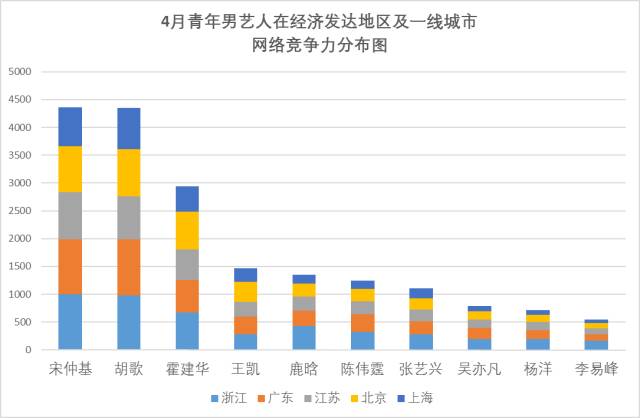 4月青年男艺人在经济发达地区及一线城市
网络竞争力分布图
5000
4500
4000
3500
3000
2500
2000
1500
1000
500
0
宋仲基 胡歌 霍建华 王凯 鹿晗 陈伟霆 张艺兴 吴亦凡 杨洋 李易峰
浙江 广东 江苏 北京 上海